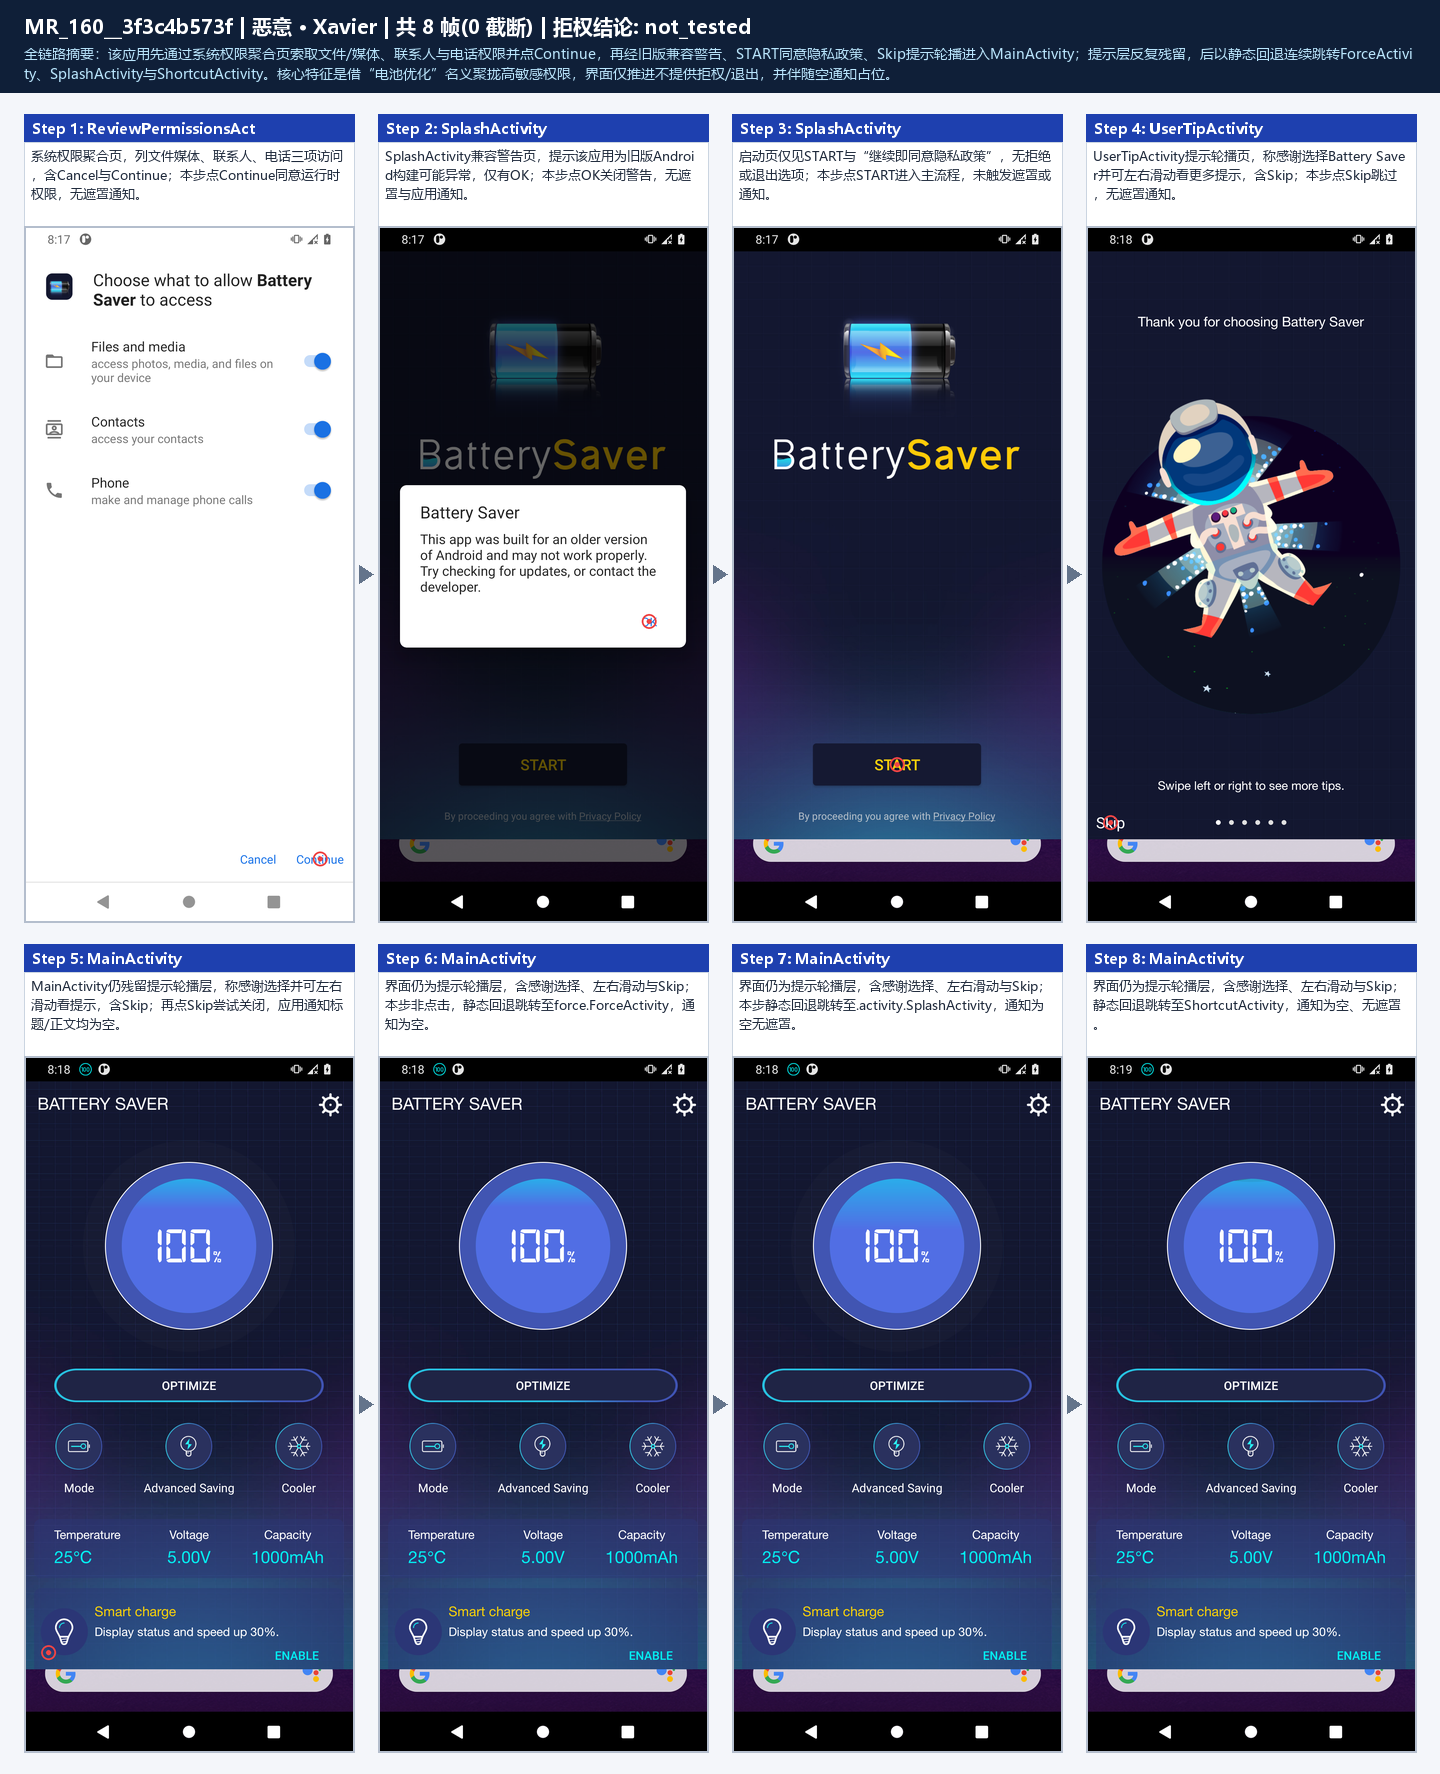 MR_160__3f3c4b573f | 恶意 • Xavier | 共 8 帧(0 截断) | 拒权结论: not_tested
全链路摘要：该应用先通过系统权限聚合页索取文件/媒体、联系人与电话权限并点Continue，再经旧版兼容警告、START同意隐私政策、Skip提示轮播进入MainActivity；提示层反复残留，后以静态回退连续跳转ForceActivi
ty、SplashActivity与ShortcutActivity。核心特征是借“电池优化”名义聚拢高敏感权限，界面仅推进不提供拒权/退出，并伴随空通知占位。
Step 1: ReviewPermissionsAct
系统权限聚合页，列文件媒体、联系人、电话三项访问
，含Cancel与Continue；本步点Continue同意运行时
权限，无遮罩通知。
8:17
Choose what to allow Battery
Saver to access
Files and media
access photos, media, and files on
your device
Contacts
access your contacts
Phone
make and manage phone calls
Cancel
Continue
Step 2: SplashActivity
SplashActivity兼容警告页，提示该应用为旧版Androi
d构建可能异常，仅有OK；本步点OK关闭警告，无遮
罩与应用通知。
8:17
BatterySaver
Battery Saver
This app was built for an older version
of Android and may not work properly.
Try checking for updates, or contact the
developer.
START
By proceeding you agree with Privacy Policy
Step 3: SplashActivity
启动页仅见START与“继续即同意隐私政策”，无拒绝
或退出选项；本步点START进入主流程，未触发遮罩或
通知。
8:17
BatterySaver
START
By proceeding you agree with Privacy Policy
Step 4: UserTipActivity
UserTipActivity提示轮播页，称感谢选择Battery Save
r并可左右滑动看更多提示，含Skip；本步点Skip跳过
，无遮罩通知。
8:18
Thank you for choosing Battery Saver
Swipe left or right to see more tips.
Skip
Step 5: MainActivity
MainActivity仍残留提示轮播层，称感谢选择并可左右
滑动看提示，含Skip；再点Skip尝试关闭，应用通知标
题/正文均为空。
8:18
BATTERY SAVER
100%
OPTIMIZE
Mode
Advanced Saving
Cooler
Temperature
Voltage
Capacity
25°C
5.00V
1000mAh
Smart charge
Display status and speed up 30%.
ENABLE
Step 6: MainActivity
界面仍为提示轮播层，含感谢选择、左右滑动与Skip；
本步非点击，静态回退跳转至force.ForceActivity，通
知为空。
8:18
BATTERY SAVER
100%
OPTIMIZE
Mode
Advanced Saving
Cooler
Temperature
Voltage
Capacity
25°C
5.00V
1000mAh
Smart charge
Display status and speed up 30%.
ENABLE
Step 7: MainActivity
界面仍为提示轮播层，含感谢选择、左右滑动与Skip；
本步静态回退跳转至.activity.SplashActivity，通知为
空无遮罩。
8:18
BATTERY SAVER
100%
OPTIMIZE
Mode
Advanced Saving
Cooler
Temperature
Voltage
Capacity
25°C
5.00V
1000mAh
Smart charge
Display status and speed up 30%.
ENABLE
Step 8: MainActivity
界面仍为提示轮播层，含感谢选择、左右滑动与Skip；
静态回退跳转至ShortcutActivity，通知为空、无遮罩
。
8:19
BATTERY SAVER
100%
OPTIMIZE
Mode
Advanced Saving
Cooler
Temperature
Voltage
Capacity
25°C
5.00V
1000mAh
Smart charge
Display status and speed up 30%.
ENABLE